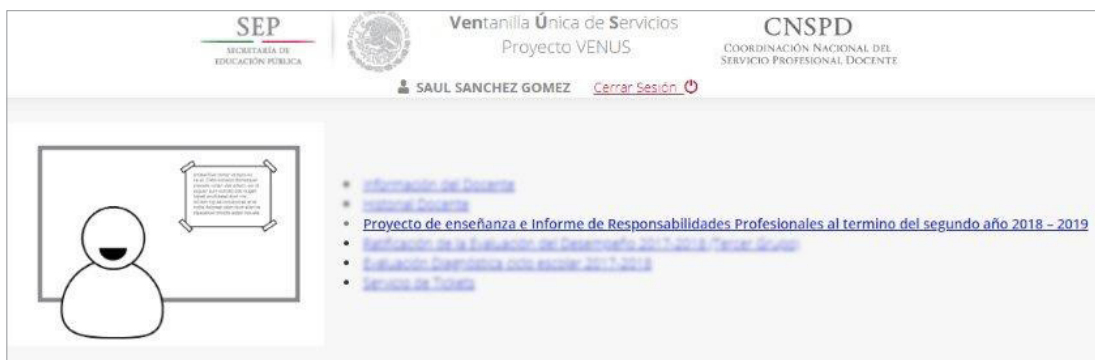 SEP
SECRETARÍA DE
EDUCACIÓN PÚBLICA
Ventanilla Única de Servicios
Proyecto VENUS
CNSPD
COORDINACIÓN NACIONAL DEL
SERVICIO PROFESIONAL DOCENTE
SAUL SANCHEZ GOMEZ Cerrar Sesión
Información del Docente
Historial Docente
Proyecto de enseñanza e Informe de Responsabilidades Profesionales al termino del segundo año 2018 – 2019
Ratificación de la Evaluación del Desempeño 2017-2018 (Tercer Grupo)
Evaluación Diagnóstica ciclo escolar 2017-2018
Servicio de Tickets